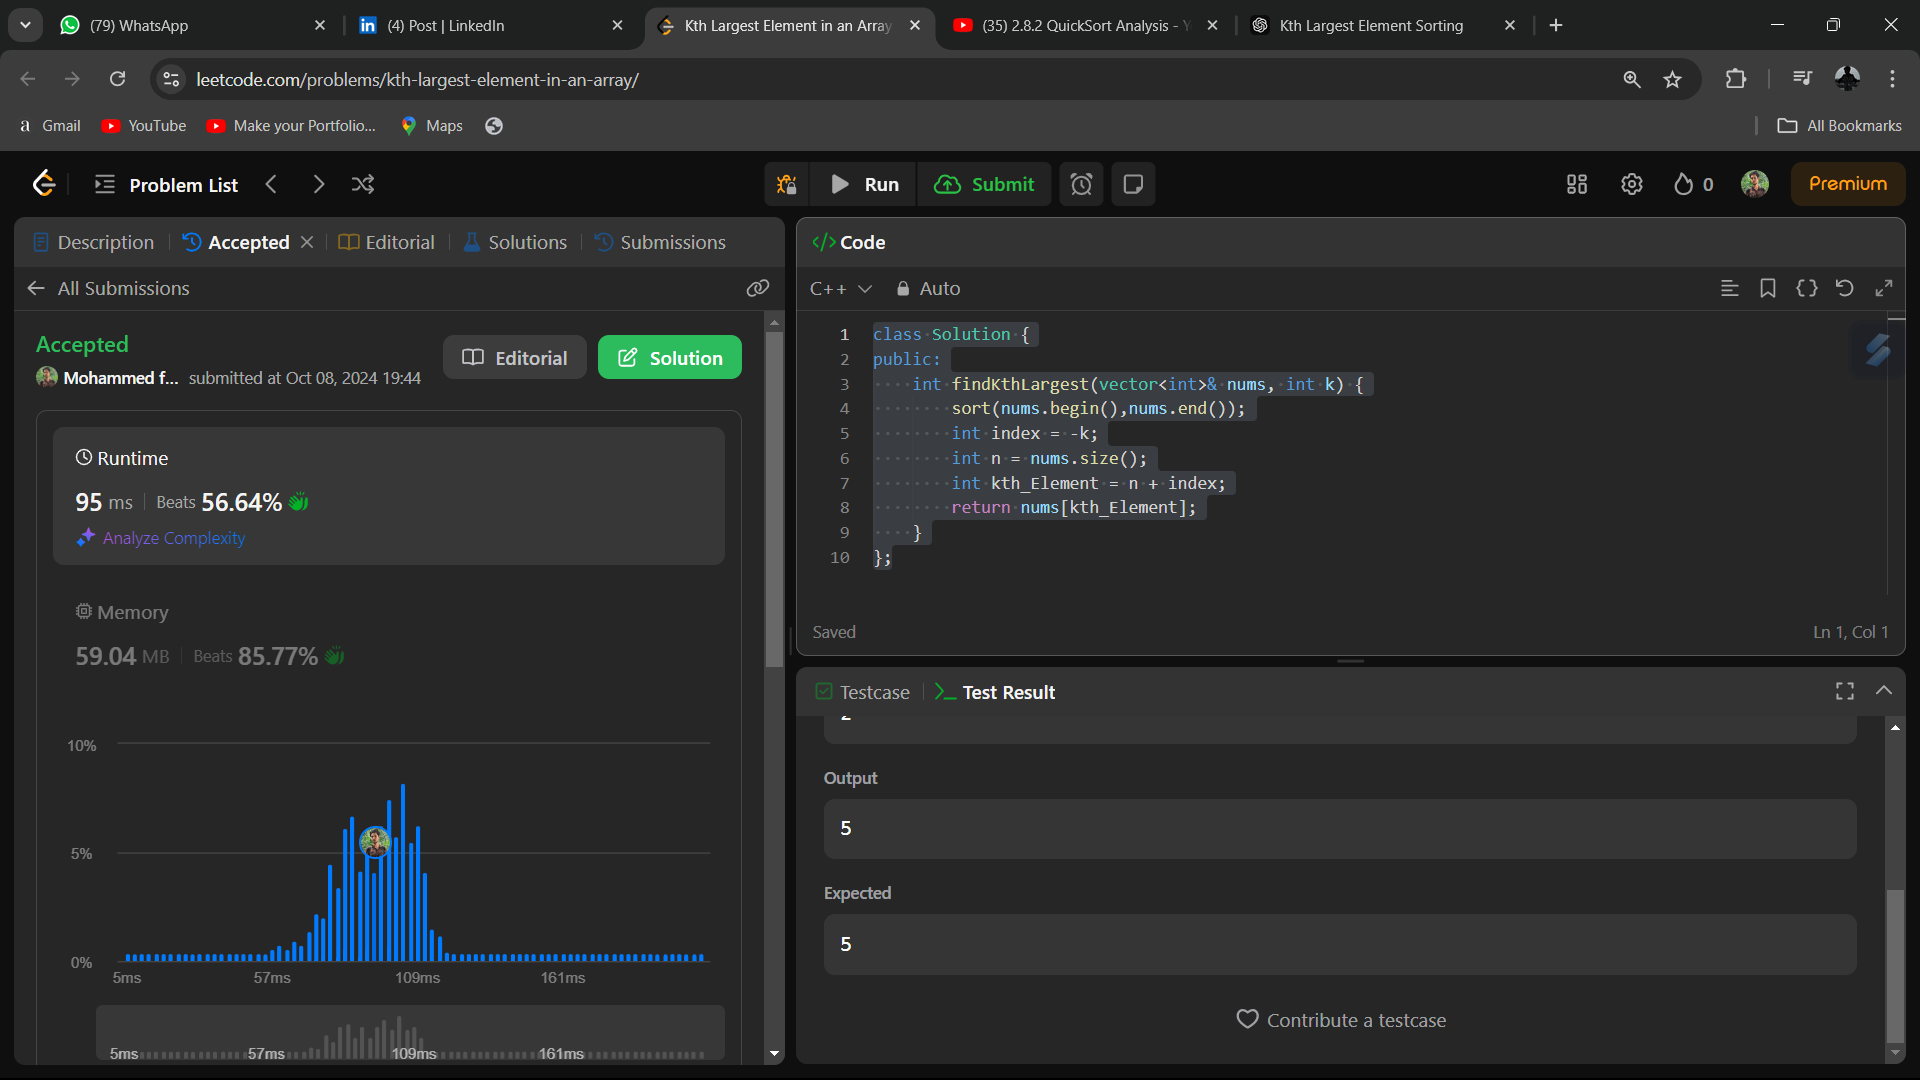 (79) WhatsApp
(4) Post | LinkedIn
Kth Largest Element in an Array
(35) 2.8.2 QuickSort Analysis - Y
Kth Largest Element Sorting
leetcode.com/problems/kth-largest-element-in-an-array/
a Gmail
YouTube
Make your Portfolio...
Maps
All Bookmarks
Problem List
Run
Submit
0
Premium
Description
Accepted
Editorial
Solutions
Submissions
All Submissions
Accepted
Mohammed f... submitted at Oct 08, 2024 19:44
Editorial
Solution
Runtime
95 ms | Beats 56.64%
Analyze Complexity
Memory
59.04 MB | Beats 85.77%
10%
5%
0%
5ms 57ms 109ms 161ms
5ms 57ms 109ms 161ms
</> Code
C++
Auto
1 class Solution {
2 public:
3 int findKthLargest(vector<int>& nums, int k) {
4 sort(nums.begin(),nums.end());
5 int index = -k;
6 int n = nums.size();
7 int kth_Element = n + index;
8 return nums[kth_Element];
9 }
10 };
Saved
Ln 1, Col 1
Testcase
Test Result
Output
5
Expected
5
Contribute a testcase